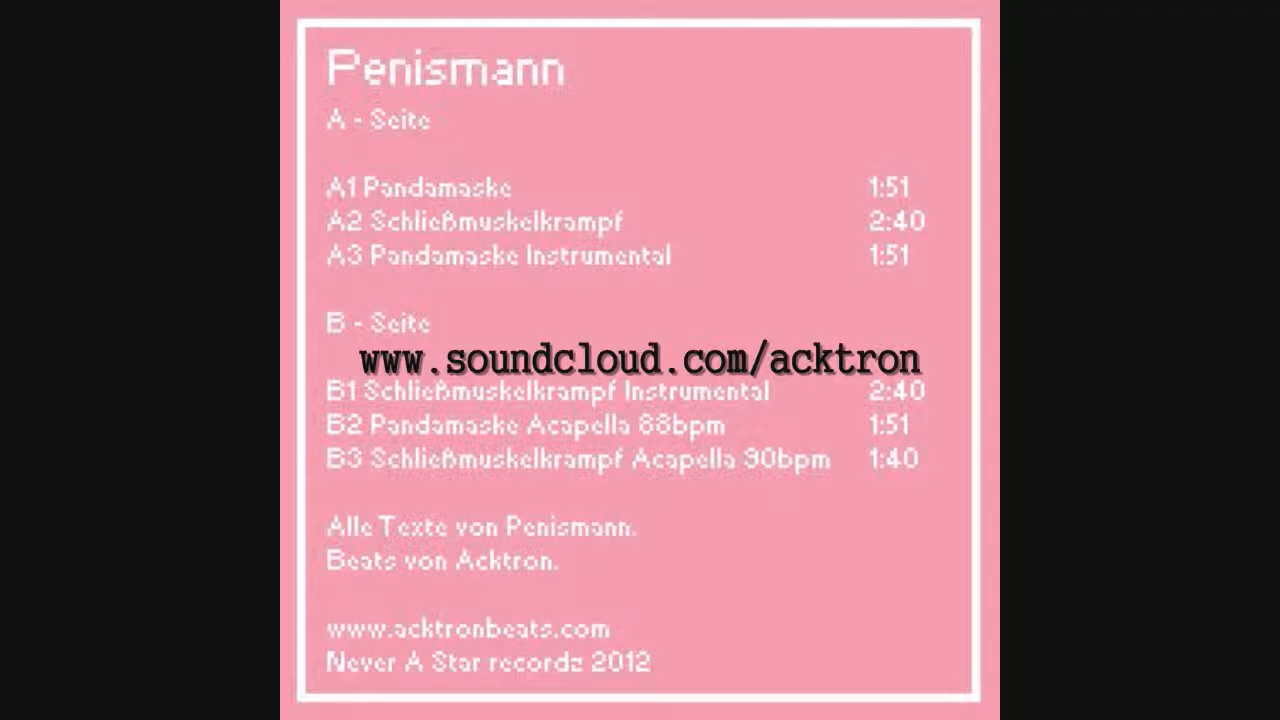 Penismann
A - Seite
A1 Pandamaske 1:51
A2 Schließmuskelkrampf 2:40
A3 Pandamaske Instrumental 1:51
B - Seite
www.soundcloud.com/acktron
B1 Schließmuskelkrampf Instrumental 2:40
B2 Pandamaske Acapella 88bpm 1:51
B3 Schließmuskelkrampf Acapella 90bpm 1:40
Alle Texte von Penismann.
Beats von Acktron.
www.acktronbeats.com
Never A Star recordz 2012